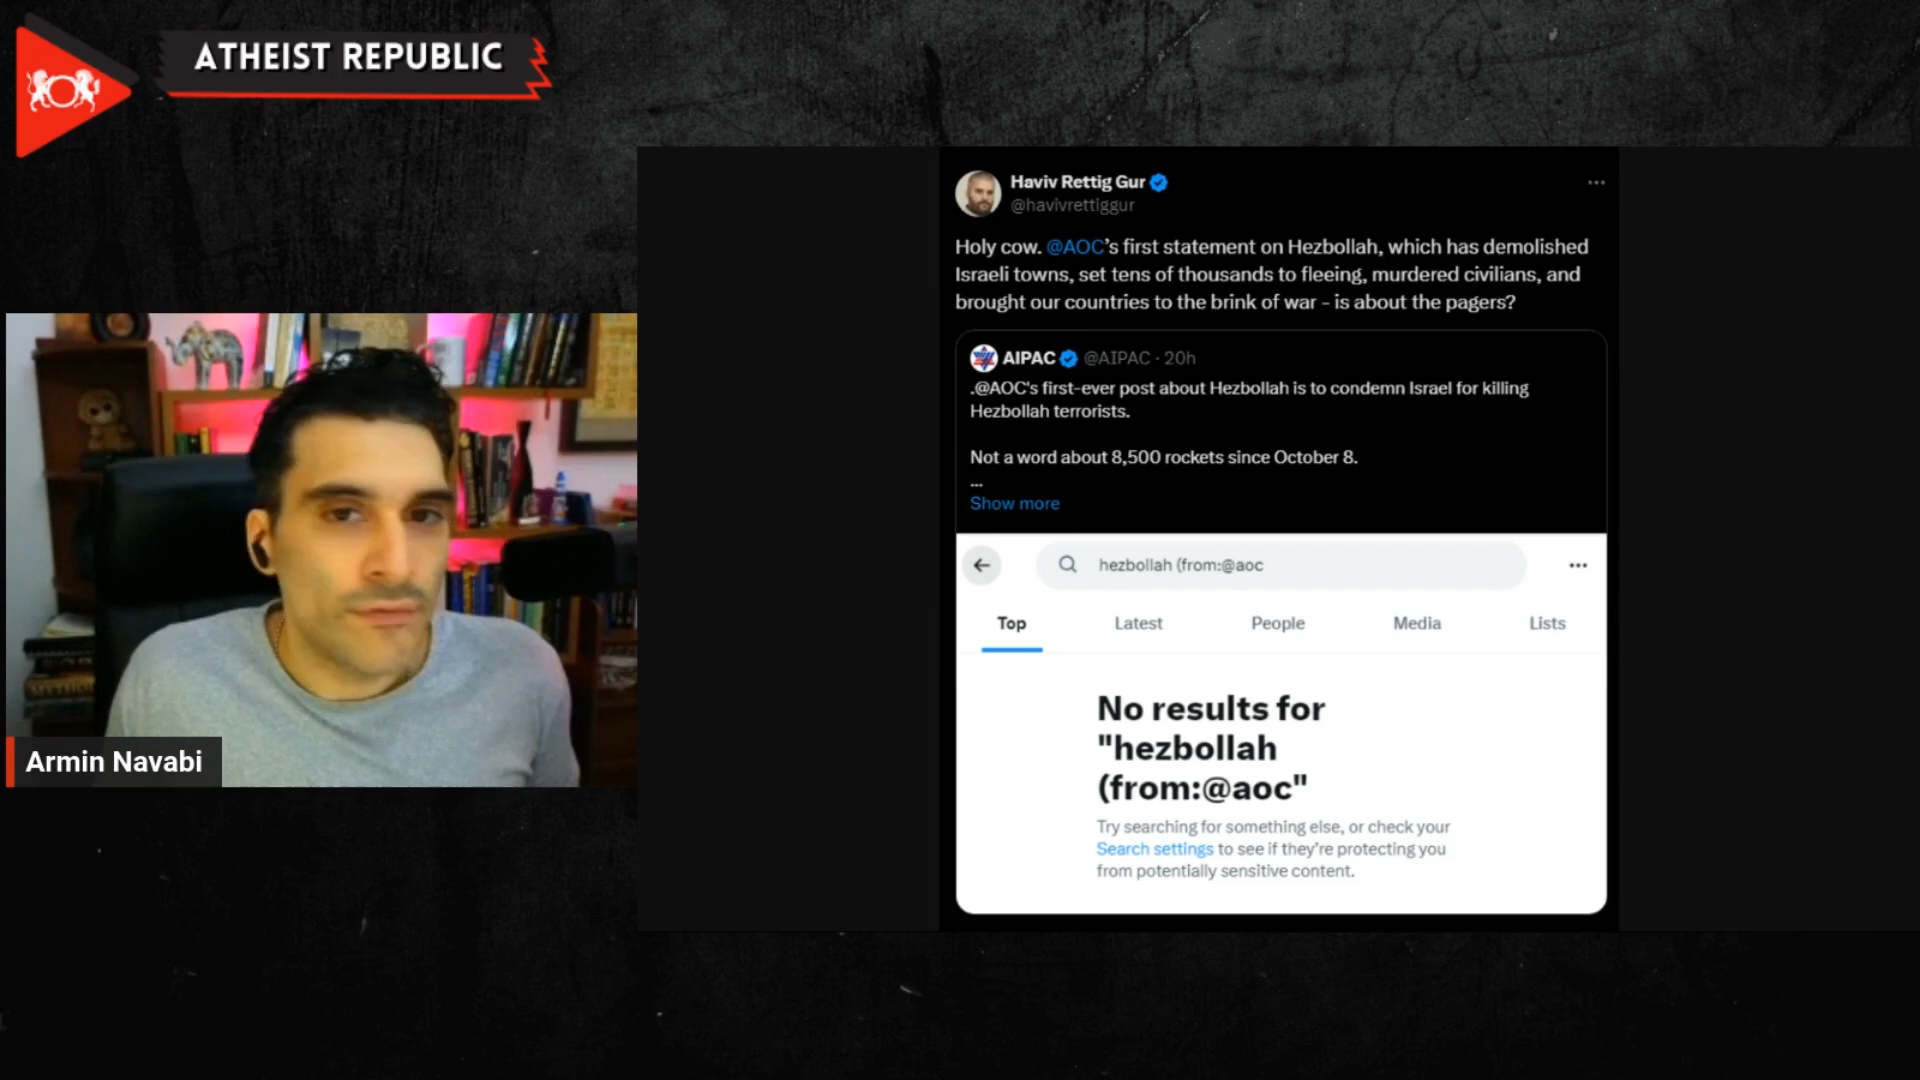 ATHEIST REPUBLIC
Haviv Rettig Gur
@havivrettiggur
Holy cow. @AOC's first statement on Hezbollah, which has demolished
Israeli towns, set tens of thousands to fleeing, murdered civilians, and
brought our countries to the brink of war - is about the pagers?
AIPAC @AIPAC · 20h
.@AOC's first-ever post about Hezbollah is to condemn Israel for killing
Hezbollah terrorists.
Not a word about 8,500 rockets since October 8.
...
Show more
hezbollah (from:@aoc
Top Latest People Media Lists
No results for
"hezbollah
(from:@aoc"
Try searching for something else, or check your
Search settings to see if they're protecting you
from potentially sensitive content.
MYTHOLOGY
Armin Navabi